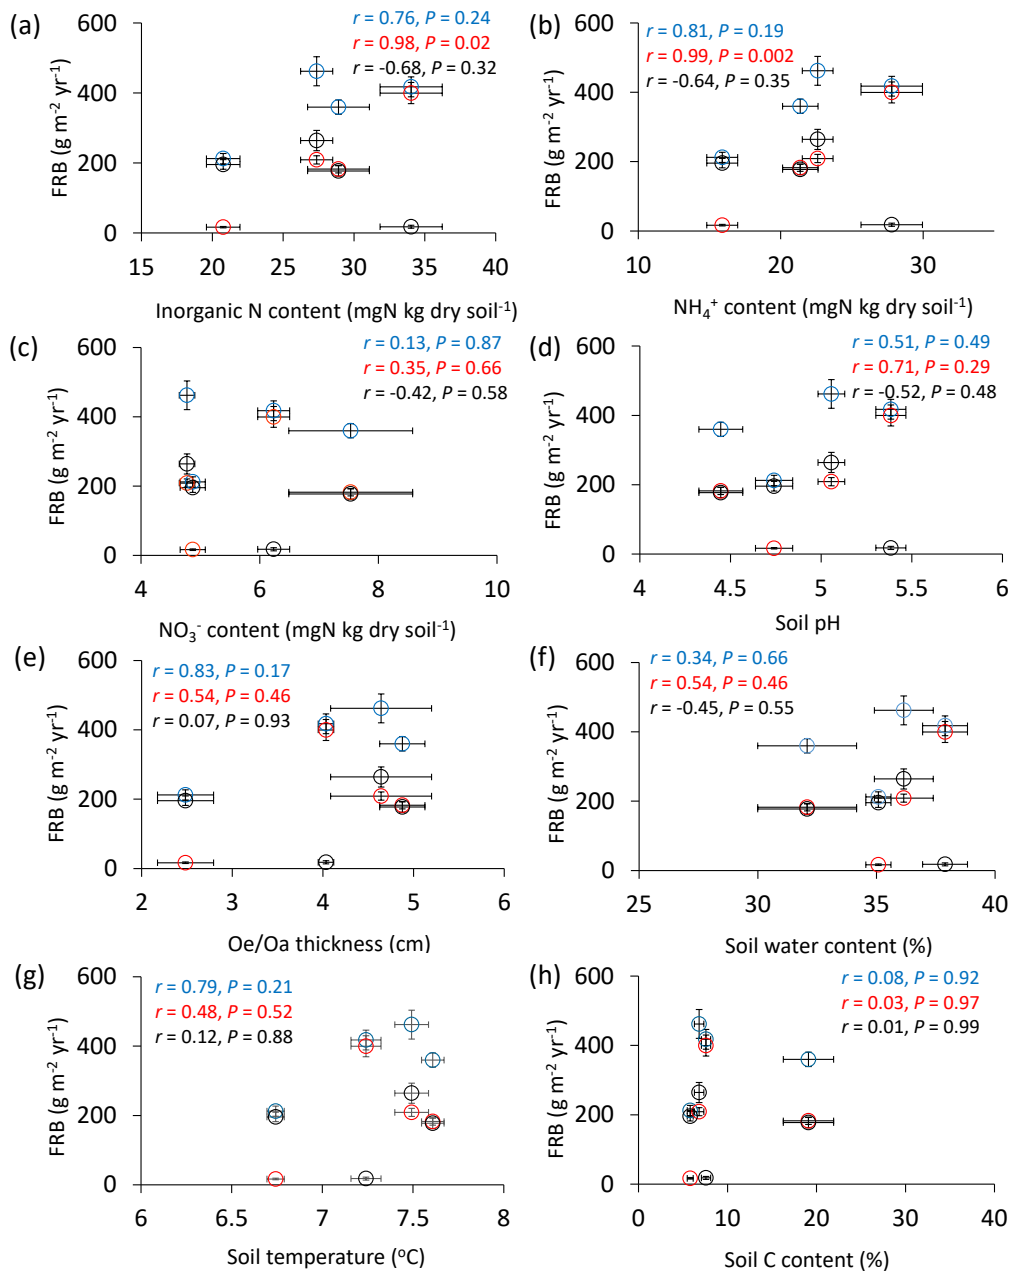 (a)
r = 0.76, P = 0.24
r = 0.98, P = 0.02
r = -0.68, P = 0.32
600
400
200
0
FRB (g m⁻² yr⁻¹)
15 20 25 30 35 40
Inorganic N content (mgN kg dry soil⁻¹)
(b)
r = 0.81, P = 0.19
r = 0.99, P = 0.002
r = -0.64, P = 0.35
600
400
200
0
FRB (g m⁻² yr⁻¹)
10 20 30
NH₄⁺ content (mgN kg dry soil⁻¹)
(c)
r = 0.13, P = 0.87
r = 0.35, P = 0.66
r = -0.42, P = 0.58
600
400
200
0
FRB (g m⁻² yr⁻¹)
4 6 8 10
NO₃⁻ content (mgN kg dry soil⁻¹)
(d)
r = 0.51, P = 0.49
r = 0.71, P = 0.29
r = -0.52, P = 0.48
600
400
200
0
FRB (g m⁻² yr⁻¹)
4 4.5 5 5.5 6
Soil pH
(e)
r = 0.83, P = 0.17
r = 0.54, P = 0.46
r = 0.07, P = 0.93
600
400
200
0
FRB (g m⁻² yr⁻¹)
2 3 4 5 6
Oe/Oa thickness (cm)
(f)
r = 0.34, P = 0.66
r = 0.54, P = 0.46
r = -0.45, P = 0.55
600
400
200
0
FRB (g m⁻² yr⁻¹)
25 30 35 40
Soil water content (%)
(g)
r = 0.79, P = 0.21
r = 0.48, P = 0.52
r = 0.12, P = 0.88
600
400
200
0
FRB (g m⁻² yr⁻¹)
6 6.5 7 7.5 8
Soil temperature (°C)
(h)
r = 0.08, P = 0.92
r = 0.03, P = 0.97
r = 0.01, P = 0.99
600
400
200
0
FRB (g m⁻² yr⁻¹)
0 10 20 30 40
Soil C content (%)